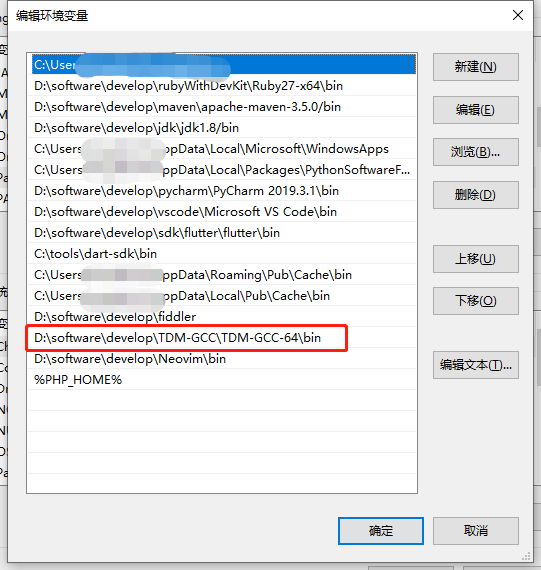 编辑环境变量
C:\User
D:\software\develop\rubyWithDevKit\Ruby27-x64\bin
D:\software\develop\maven\apache-maven-3.5.0/bin
D:\software\develop\jdk\jdk1.8/bin
C:\Users ppData\Local\Microsoft\WindowsApps
C:\Users ppData\Local\Packages\PythonSoftwareF...
D:\software\develop\pycharm\PyCharm 2019.3.1\bin
D:\software\develop\vscode\Microsoft VS Code\bin
D:\software\develop\sdk\flutter\flutter\bin
C:\tools\dart-sdk\bin
C:\Users ppData\Roaming\Pub\Cache\bin
C:\Users ppData\Local\Pub\Cache\bin
D:\software\develop\fiddler
D:\software\develop\TDM-GCC\TDM-GCC-64\bin
D:\software\develop\Neovim\bin
%PHP_HOME%
新建(N)
编辑(E)
浏览(B)...
删除(D)
上移(U)
下移(O)
编辑文本(T)...
确定
取消